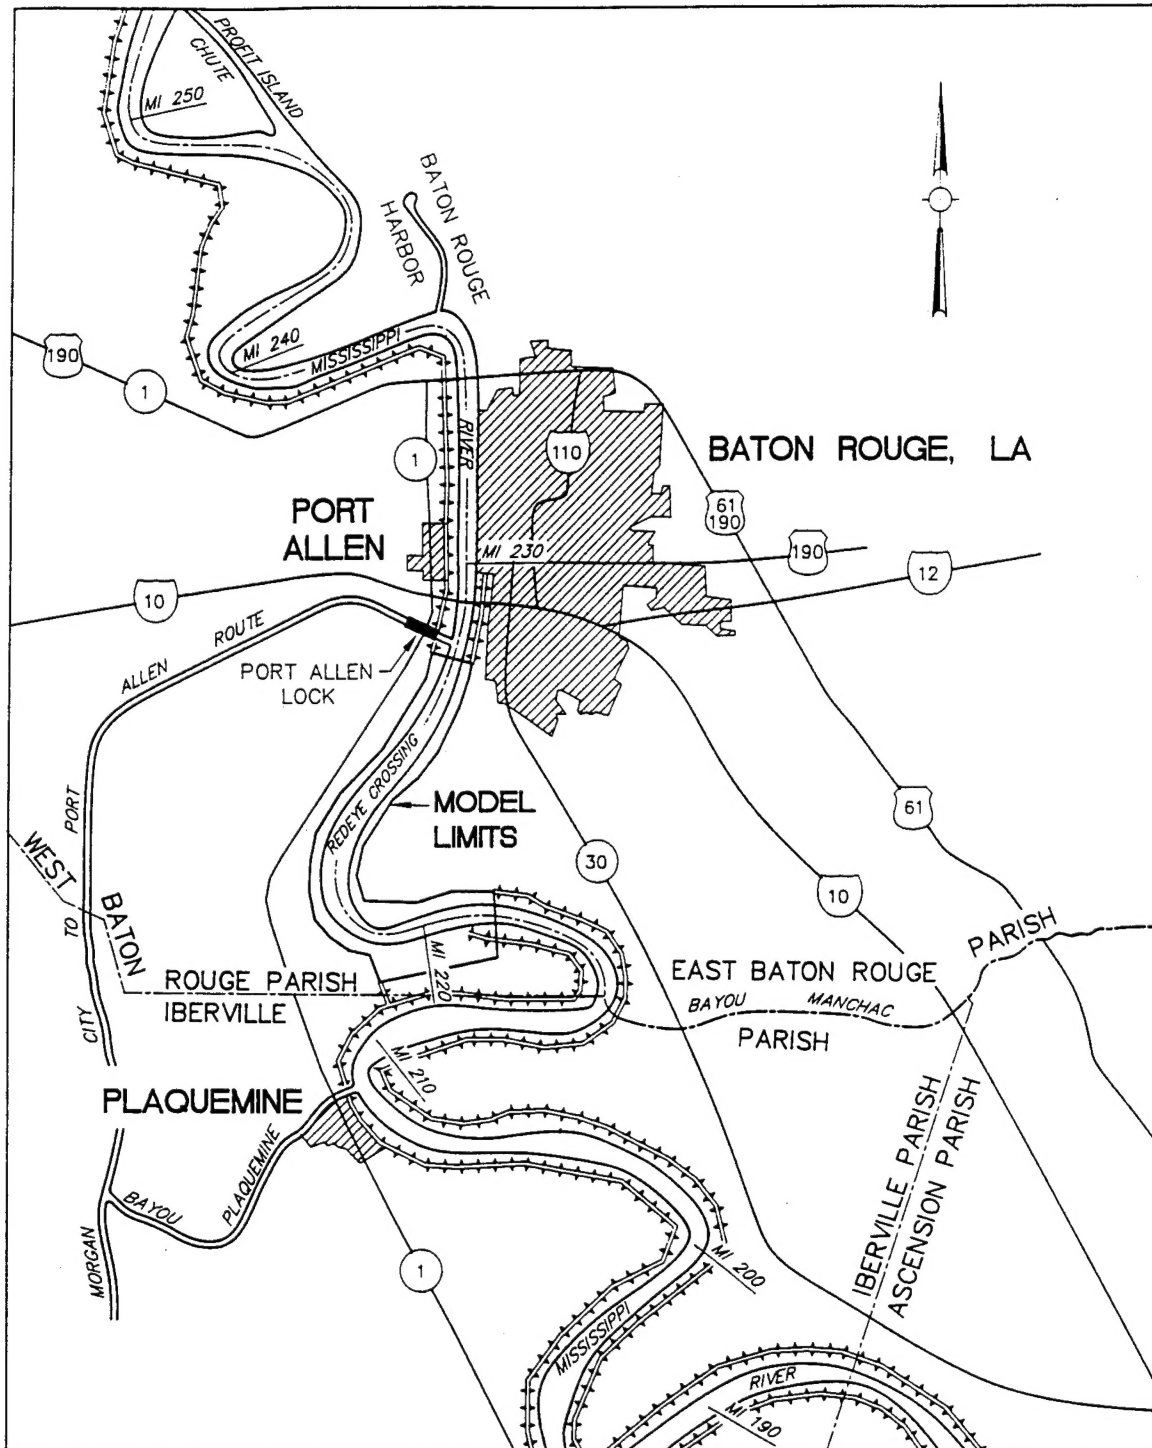 PROFIT ISLAND
CHUTE
MI 250
BATON ROUGE
HARBOR
190
1
MI 240
MISSISSIPPI
RIVER
1
110
BATON ROUGE, LA
PORT
ALLEN
61
190
MI 230
190
12
10
ALLEN ROUTE
PORT ALLEN
LOCK
REDEYE CROSSING
MODEL
LIMITS
PORT
61
30
10
WEST
BATON
TO
ROUGE PARISH
IBERVILLE
MI 220
EAST BATON ROUGE
PARISH
BAYOU MANCHAC
PARISH
CITY
MI 210
PLAQUEMINE
BAYOU
PLAQUEMINE
MORGAN
1
MI 200
IBERVILLE PARISH
ASCENSION PARISH
MISSISSIPPI
RIVER
MI 190